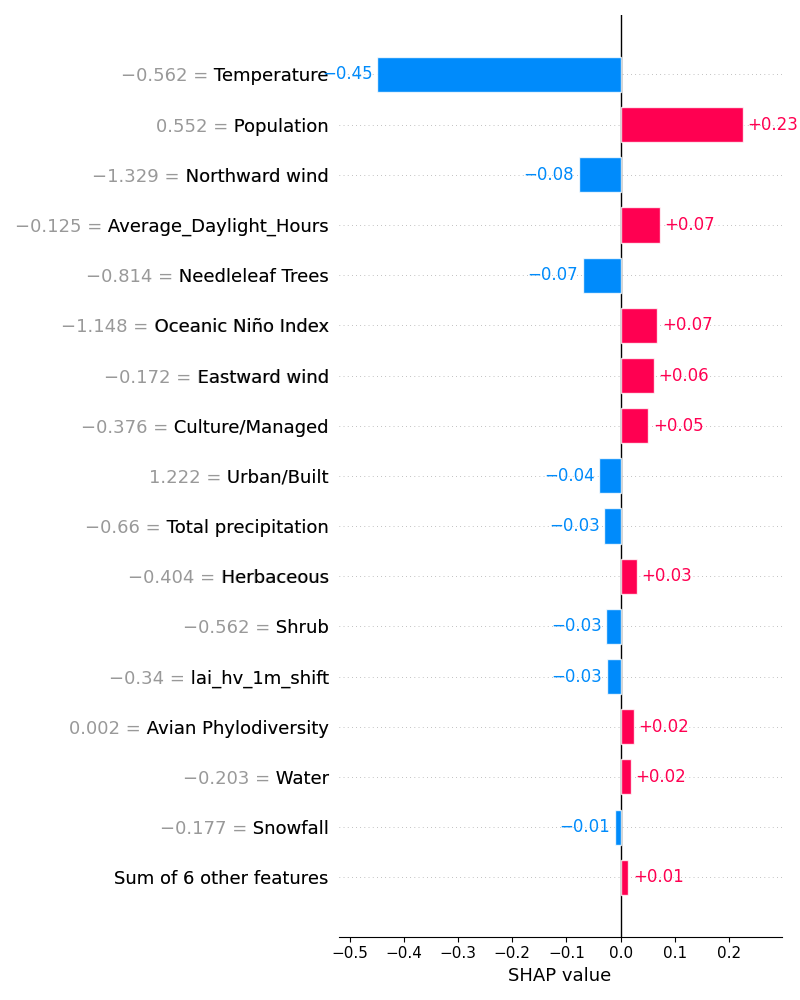 −0.562 = Temperature −0.45
0.552 = Population +0.23
−1.329 = Northward wind −0.08
−0.125 = Average_Daylight_Hours +0.07
−0.814 = Needleleaf Trees −0.07
−1.148 = Oceanic Niño Index +0.07
−0.172 = Eastward wind +0.06
−0.376 = Culture/Managed +0.05
1.222 = Urban/Built −0.04
−0.66 = Total precipitation −0.03
−0.404 = Herbaceous +0.03
−0.562 = Shrub −0.03
−0.34 = lai_hv_1m_shift −0.03
0.002 = Avian Phylodiversity +0.02
−0.203 = Water +0.02
−0.177 = Snowfall −0.01
Sum of 6 other features +0.01
−0.5 −0.4 −0.3 −0.2 −0.1 0.0 0.1 0.2
SHAP value